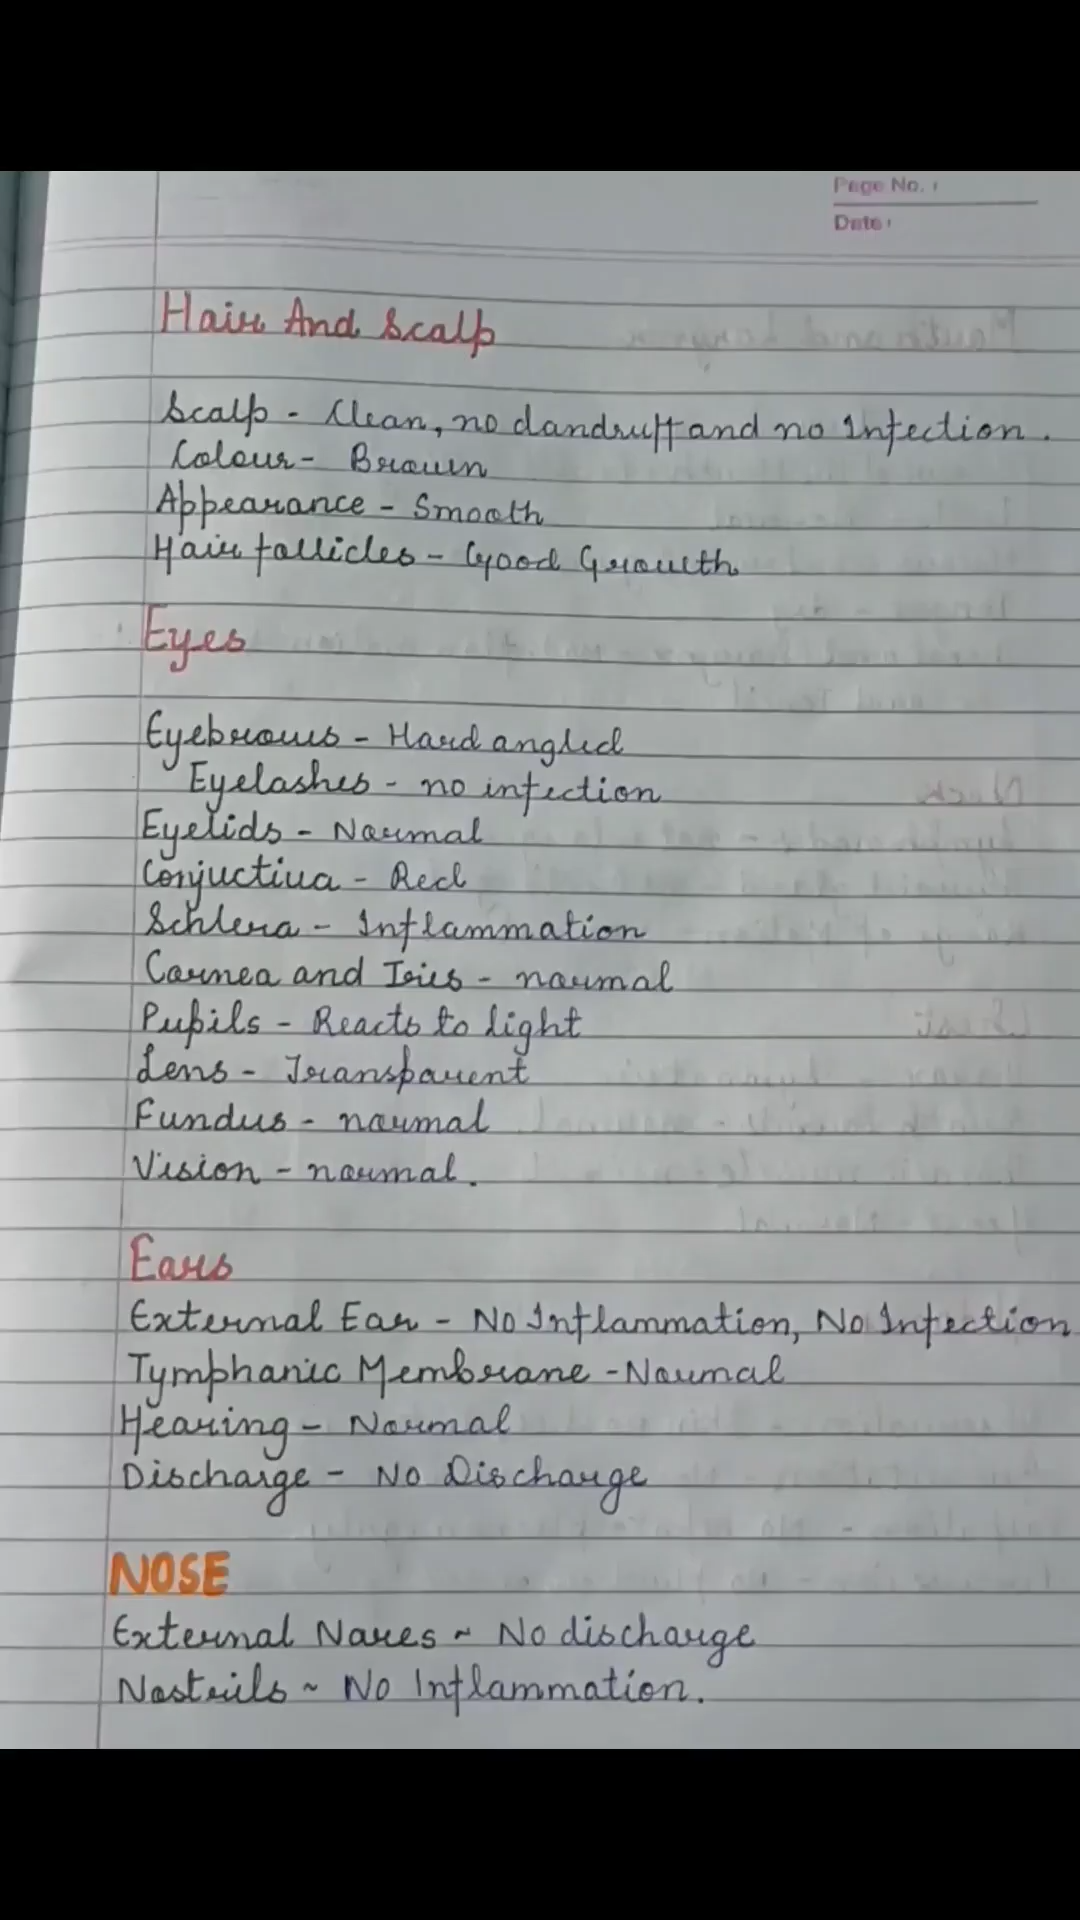 Page No. :
Date :
Hair And Scalp
Scalp - Clean, no dandruff and no Infection.
Colour - Brown
Appearance - Smooth
Hair follicles - Good Growth
Eyes
Eyebrows - Hard angled
Eyelashes - no infection
Eyelids - Normal
Conjuctiva - Red
Schlera - Inflammation
Cornea and Iris - normal
Pupils - Reacts to light
Lens - Transparent
Fundus - normal
Vision - normal.
Ears
External Ear - No Inflammation, No Infection
Tymphanic Membrane - Normal
Hearing - Normal
Discharge - No Discharge
NOSE
External Nares ~ No discharge
Nostrils ~ No Inflammation.